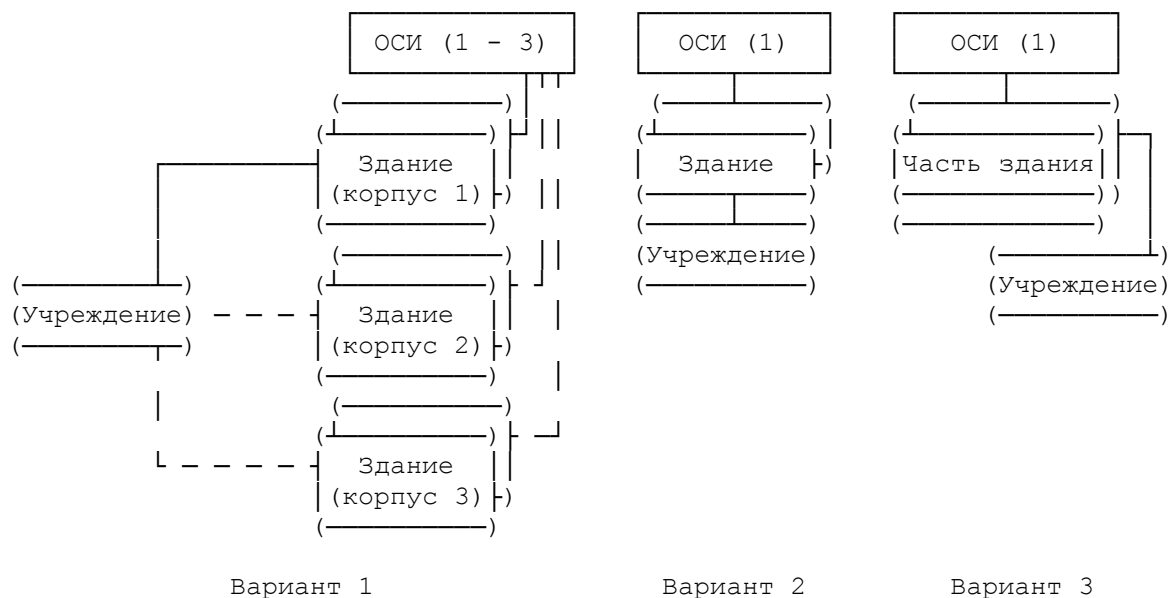 ОСИ (1 - 3) ОСИ (1) ОСИ (1)
Здание Здание Часть здания
(корпус 1)
(Учреждение)
(Учреждение) Здание (Учреждение)
(корпус 2)
Здание
(корпус 3)
Вариант 1 Вариант 2 Вариант 3